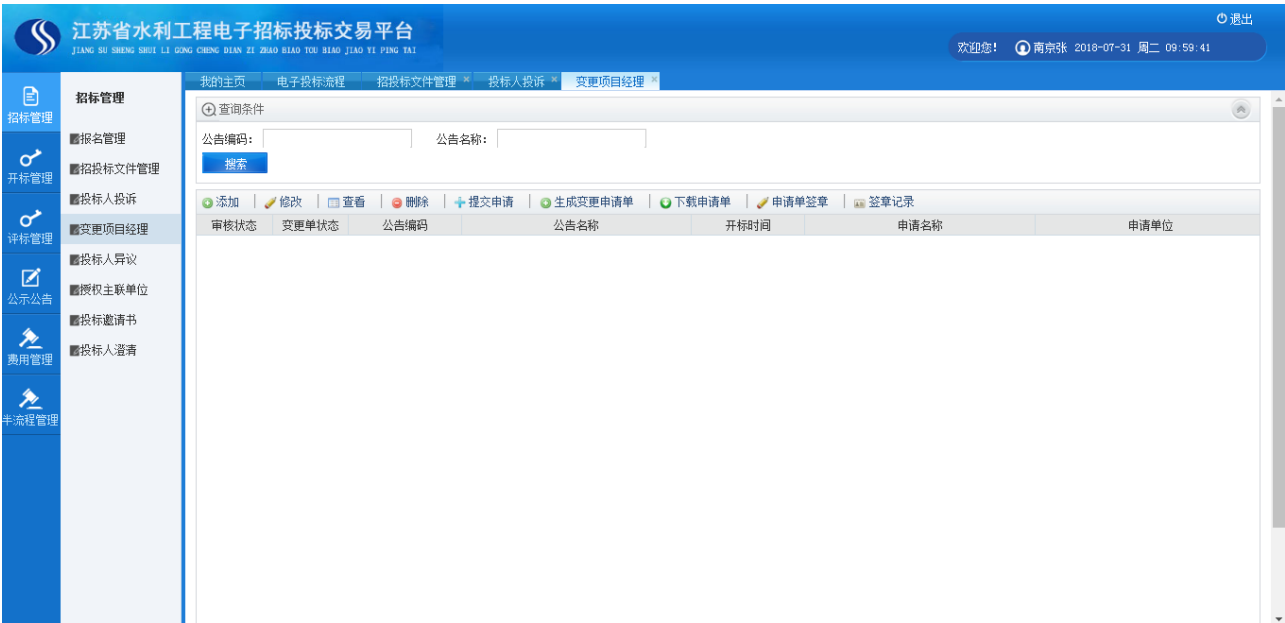 江苏省水利工程电子招标投标交易平台
JIANG SU SHENG SHUI LI GONG CHENG DIAN ZI ZHAO BIAO TOU BIAO JIAO YI PING TAI
退出
欢迎您! 南京张 2018-07-31 周二 09:59:41
我的主页 电子投标流程 招投标文件管理 × 投标人投诉 × 变更项目经理 ×
招标管理
开标管理
评标管理
公示公告
费用管理
半流程管理
招标管理
报名管理
招投标文件管理
投标人投诉
变更项目经理
投标人异议
授权主联单位
投标邀请书
投标人澄清
查询条件
公告编码: 公告名称:
搜索
添加 修改 查看 删除 提交申请 生成变更申请单 下载申请单 申请单签章 签章记录
审核状态 变更单状态 公告编码 公告名称 开标时间 申请名称 申请单位